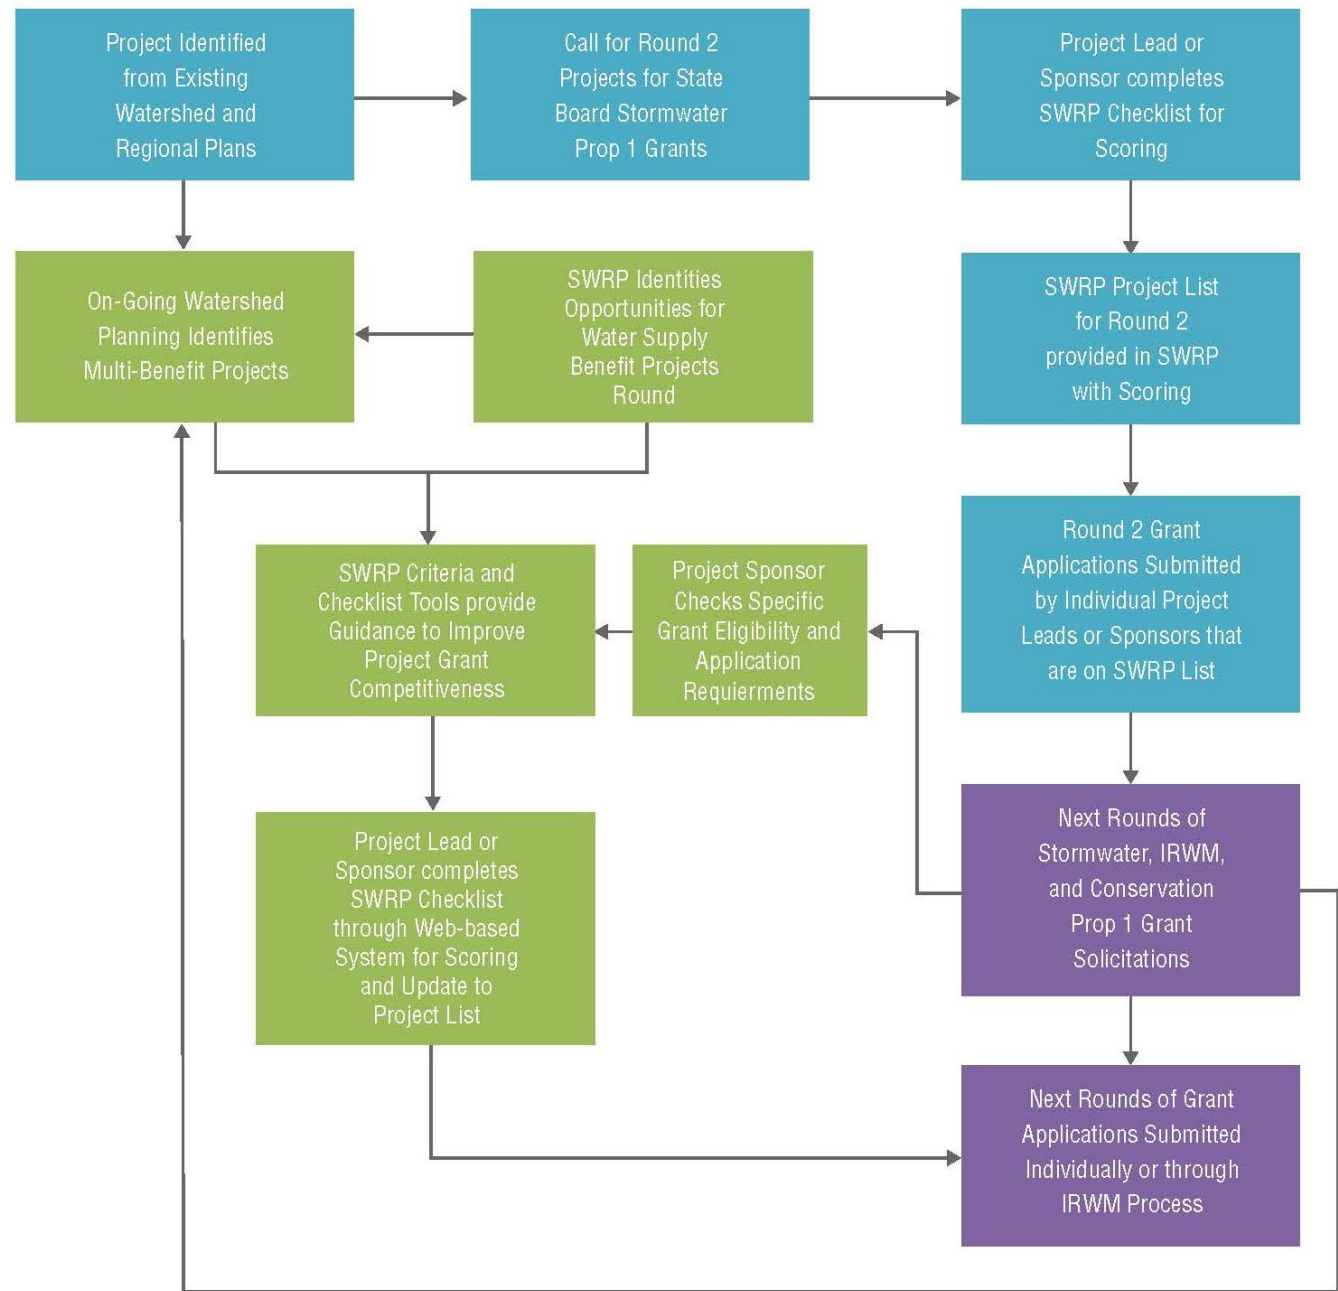 Project Identified
from Existing
Watershed and
Regional Plans
Call for Round 2
Projects for State
Board Stormwater
Prop 1 Grants
Project Lead or
Sponsor completes
SWRP Checklist for
Scoring
On-Going Watershed
Planning Identifies
Multi-Benefit Projects
SWRP Identities
Opportunities for
Water Supply
Benefit Projects
Round
SWRP Project List
for Round 2
provided in SWRP
with Scoring
SWRP Criteria and
Checklist Tools provide
Guidance to Improve
Project Grant
Competitiveness
Project Sponsor
Checks Specific
Grant Eligibility and
Application
Requierments
Round 2 Grant
Applications Submitted
by Individual Project
Leads or Sponsors that
are on SWRP List
Project Lead or
Sponsor completes
SWRP Checklist
through Web-based
System for Scoring
and Update to
Project List
Next Rounds of
Stormwater, IRWM,
and Conservation
Prop 1 Grant
Solicitations
Next Rounds of Grant
Applications Submitted
Individually or through
IRWM Process